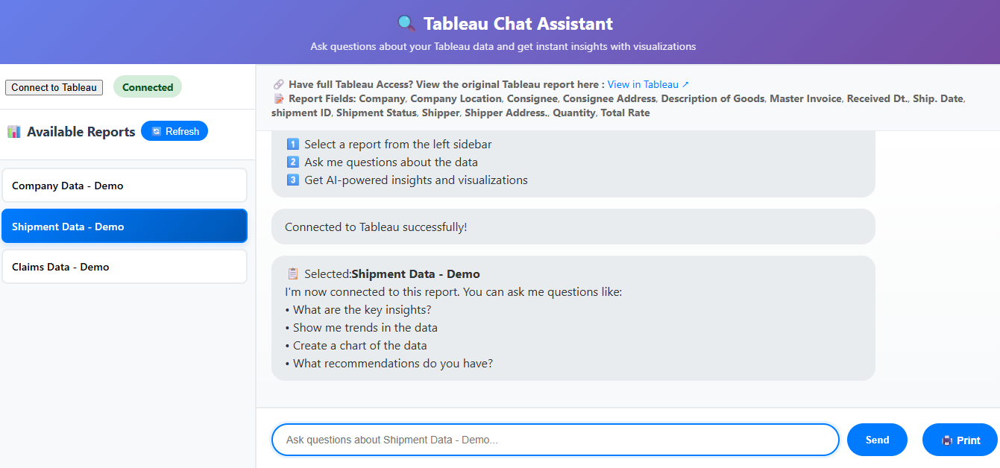 🔍 Tableau Chat Assistant
Ask questions about your Tableau data and get instant insights with visualizations
Connect to Tableau
Connected
📊 Available Reports
🔄 Refresh
Company Data - Demo
Shipment Data - Demo
Claims Data - Demo
🔗 Have full Tableau Access? View the original Tableau report here : View in Tableau ↗
📝 Report Fields: Company, Company Location, Consignee, Consignee Address, Description of Goods, Master Invoice, Received Dt., Ship. Date,
shipment ID, Shipment Status, Shipper, Shipper Address., Quantity, Total Rate
1️⃣ Select a report from the left sidebar
2️⃣ Ask me questions about the data
3️⃣ Get AI-powered insights and visualizations
Connected to Tableau successfully!
📋 Selected:Shipment Data - Demo
I'm now connected to this report. You can ask me questions like:
• What are the key insights?
• Show me trends in the data
• Create a chart of the data
• What recommendations do you have?
Ask questions about Shipment Data - Demo...
Send
🖨️ Print